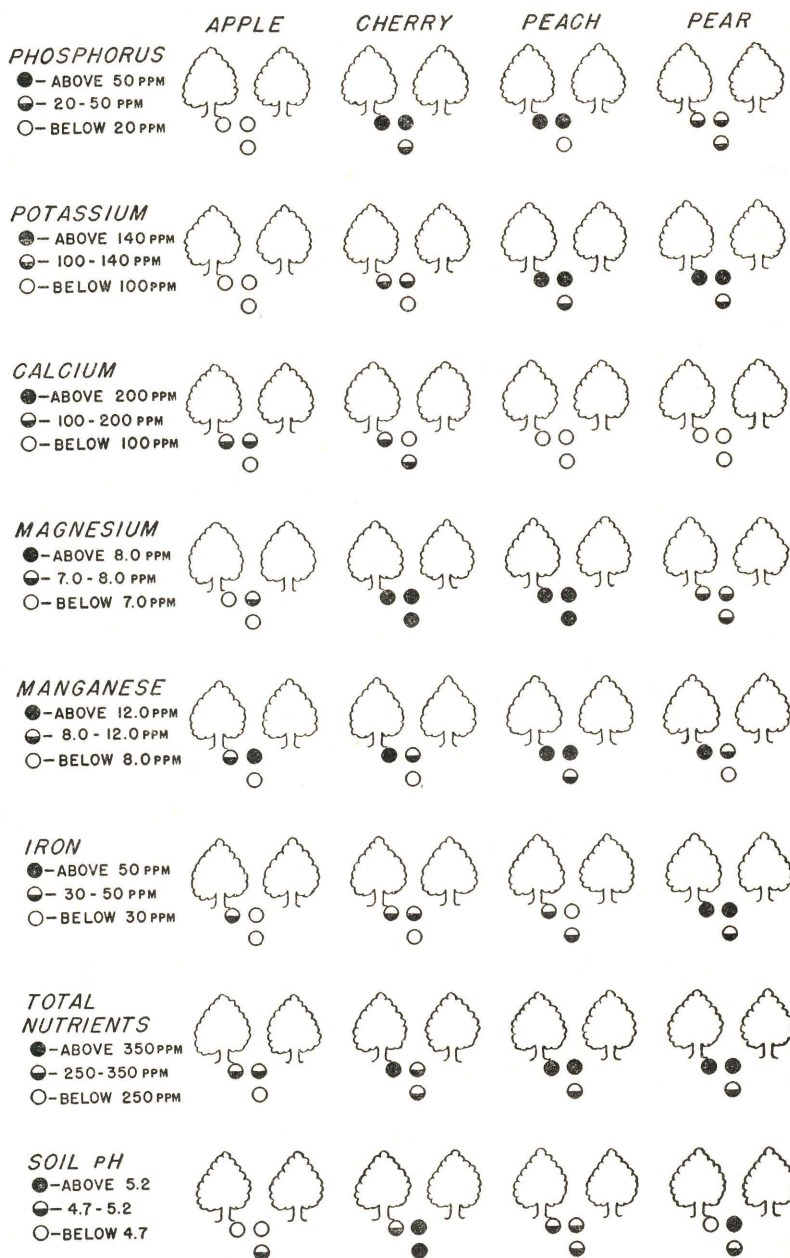 APPLE CHERRY PEACH PEAR
PHOSPHORUS
●– ABOVE 50 PPM
◒– 20-50 PPM
○– BELOW 20 PPM
POTASSIUM
●– ABOVE 140 PPM
◒– 100-140 PPM
○– BELOW 100 PPM
CALCIUM
●–ABOVE 200 PPM
◒– 100-200 PPM
○– BELOW 100 PPM
MAGNESIUM
●–ABOVE 8.0 PPM
◒– 7.0-8.0 PPM
○– BELOW 7.0 PPM
MANGANESE
●–ABOVE 12.0 PPM
◒– 8.0-12.0 PPM
○–BELOW 8.0 PPM
IRON
●–ABOVE 50 PPM
◒– 30-50 PPM
○–BELOW 30 PPM
TOTAL
NUTRIENTS
●–ABOVE 350 PPM
◒–250-350 PPM
○–BELOW 250 PPM
SOIL PH
●–ABOVE 5.2
◒– 4.7-5.2
○–BELOW 4.7